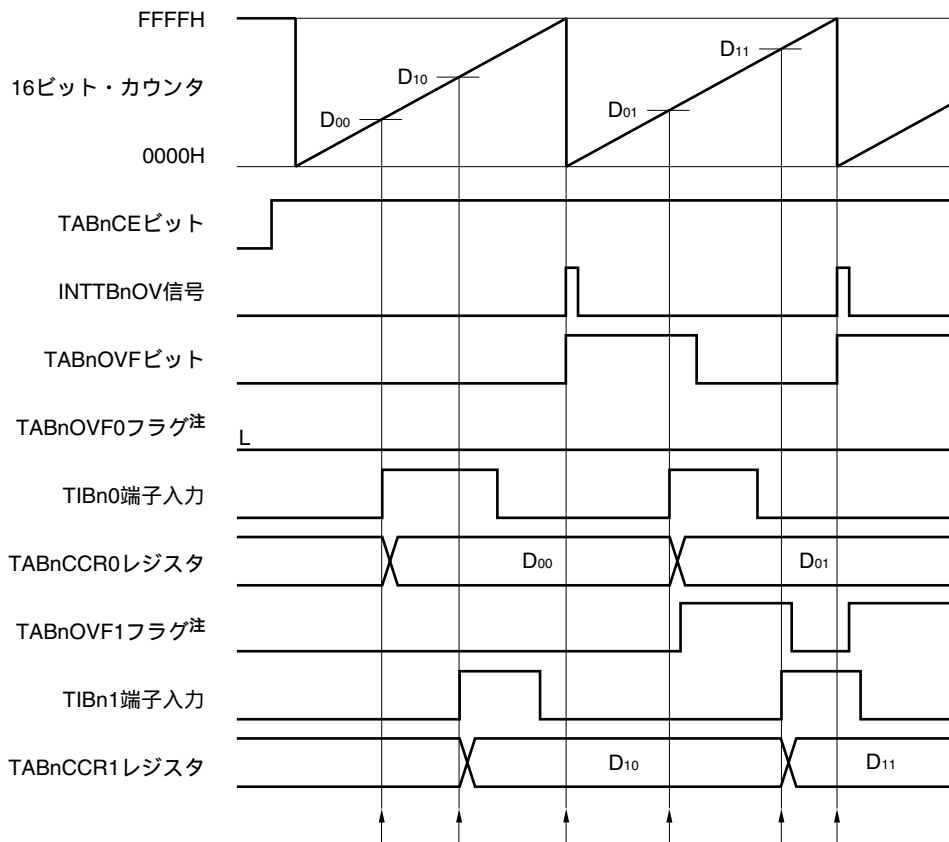 FFFFH
16ビット・カウンタ
0000H
D00
D10
D01
D11
TABnCEビット
INTTBnOV信号
TABnOVFビット
TABnOVF0フラグ注
L
TIBn0端子入力
TABnCCR0レジスタ
D00
D01
TABnOVF1フラグ注
TIBn1端子入力
TABnCCR1レジスタ
D10
D11